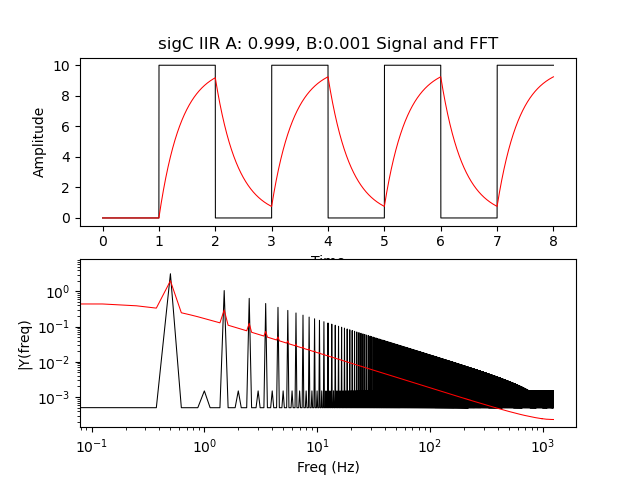 sigC IIR A: 0.999, B:0.001 Signal and FFT
10
8
6
4
2
0
Amplitude
0 1 2 3 4 5 6 7 8
Time
10⁰
10⁻¹
10⁻²
10⁻³
|Y(freq)
10⁻¹ 10⁰ 10¹ 10² 10³
Freq (Hz)